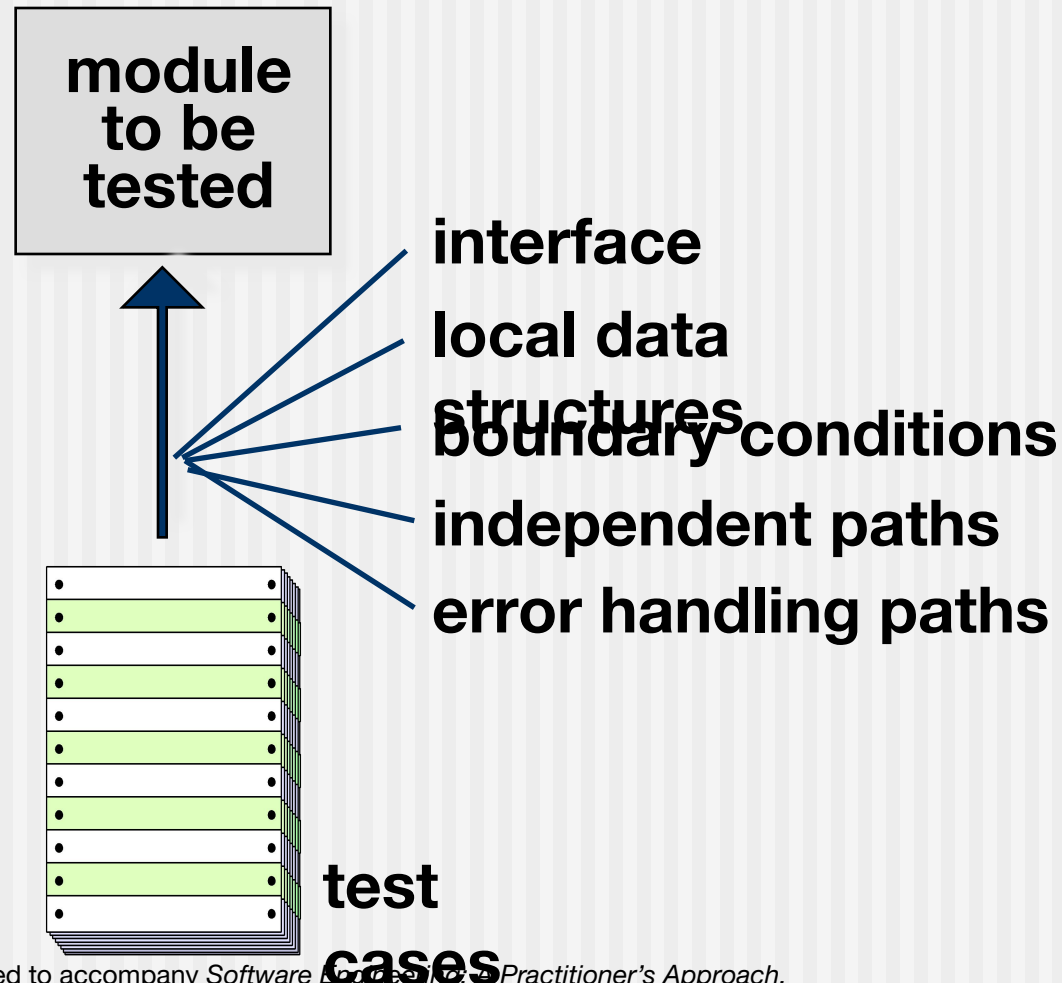 module
to be
tested
interface
local data
structures
boundary conditions
independent paths
error handling paths
test
cases
ed to accompany Software Engineering: A Practitioner's Approach,